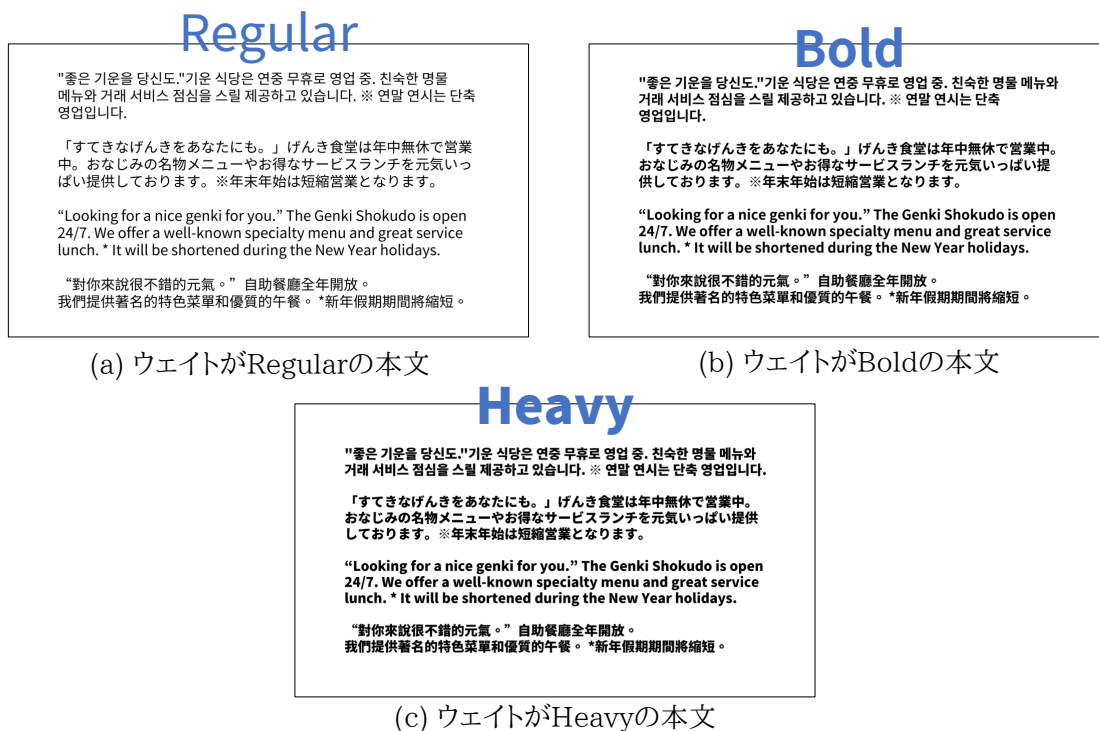 Regular
"좋은 기운을 당신도."기운 식당은 연중 무휴로 영업 중. 친숙한 명물
메뉴와 거래 서비스 점심을 스릴 제공하고 있습니다. ※ 연말 연시는 단축
영업입니다.
「すてきなげんきをあなたにも。」げんき食堂は年中無休で営業
中。おなじみの名物メニューやお得なサービスランチを元気いっ
ぱい提供しております。※年末年始は短縮営業となります。
“Looking for a nice genki for you.” The Genki Shokudo is open
24/7. We offer a well-known specialty menu and great service
lunch. * It will be shortened during the New Year holidays.
“對你來說很不錯的元氣。”自助餐廳全年開放。
我們提供著名的特色菜單和優質的午餐。 *新年假期期間將縮短。
(a) ウェイトがRegularの本文
Bold
"좋은 기운을 당신도."기운 식당은 연중 무휴로 영업 중. 친숙한 명물 메뉴와
거래 서비스 점심을 스릴 제공하고 있습니다. ※ 연말 연시는 단축
영업입니다.
「すてきなげんきをあなたにも。」げんき食堂は年中無休で営業中。
おなじみの名物メニューやお得なサービスランチを元気いっぱい提
供しております。※年末年始は短縮営業となります。
“Looking for a nice genki for you.” The Genki Shokudo is open
24/7. We offer a well-known specialty menu and great service
lunch. * It will be shortened during the New Year holidays.
“對你來說很不錯的元氣。”自助餐廳全年開放。
我們提供著名的特色菜單和優質的午餐。 *新年假期期間將縮短。
(b) ウェイトがBoldの本文
Heavy
"좋은 기운을 당신도."기운 식당은 연중 무휴로 영업 중. 친숙한 명물 메뉴와
거래 서비스 점심을 스릴 제공하고 있습니다. ※ 연말 연시는 단축 영업입니다.
「すてきなげんきをあなたにも。」げんき食堂は年中無休で営業中。
おなじみの名物メニューやお得なサービスランチを元気いっぱい提供
しております。※年末年始は短縮営業となります。
“Looking for a nice genki for you.” The Genki Shokudo is open
24/7. We offer a well-known specialty menu and great service
lunch. * It will be shortened during the New Year holidays.
“對你來說很不錯的元氣。”自助餐廳全年開放。
我們提供著名的特色菜單和優質的午餐。 *新年假期期間將縮短。
(c) ウェイトがHeavyの本文